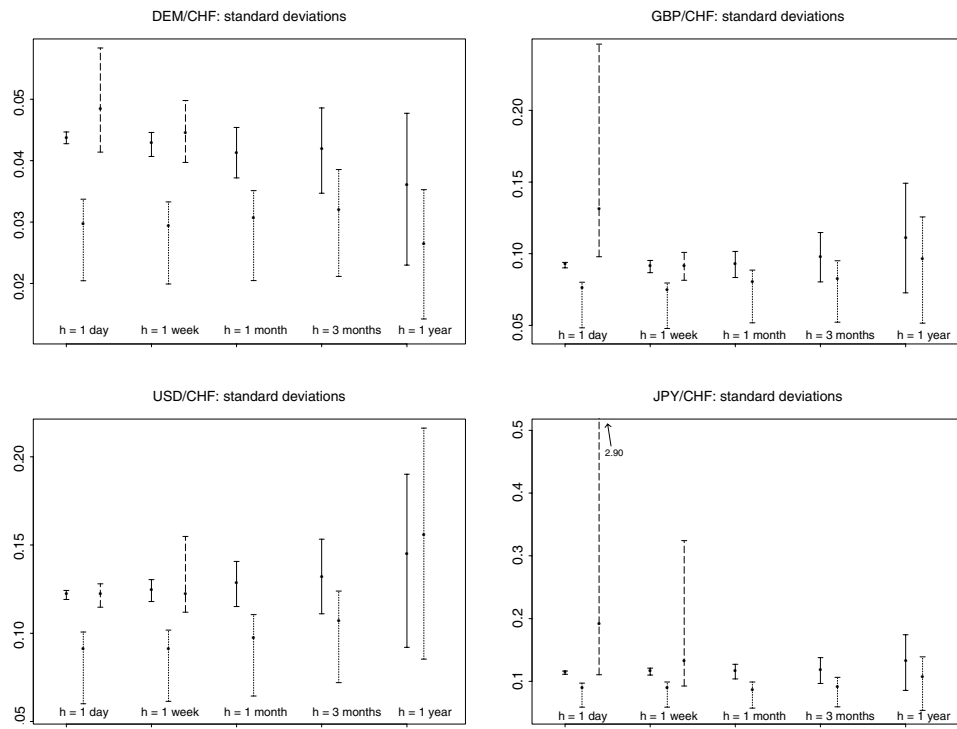 DEM/CHF: standard deviations
0.05
0.04
0.03
0.02
h = 1 day h = 1 week h = 1 month h = 3 months h = 1 year
GBP/CHF: standard deviations
0.20
0.15
0.10
0.05
h = 1 day h = 1 week h = 1 month h = 3 months h = 1 year
USD/CHF: standard deviations
0.20
0.15
0.10
.05
h = 1 day h = 1 week h = 1 month h = 3 months h = 1 year
JPY/CHF: standard deviations
0.5
2.90
0.4
0.3
0.2
0.1
h = 1 day h = 1 week h = 1 month h = 3 months h = 1 year